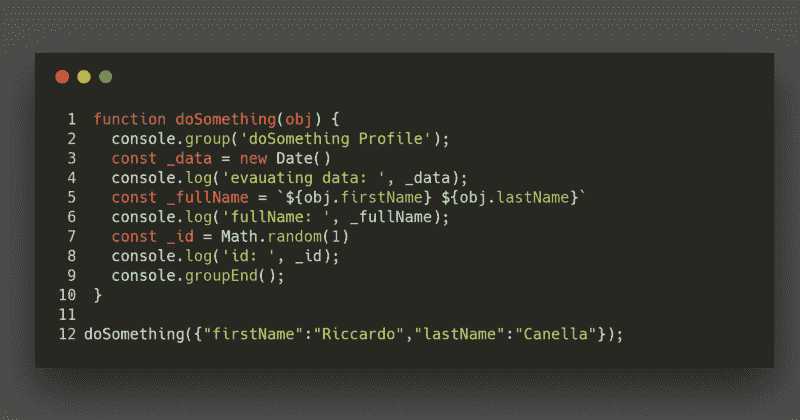 1 function doSomething(obj) {
2 console.group('doSomething Profile');
3 const _data = new Date()
4 console.log('evauating data: ', _data);
5 const _fullName = `${obj.firstName} ${obj.lastName}`
6 console.log('fullName: ', _fullName);
7 const _id = Math.random(1)
8 console.log('id: ', _id);
9 console.groupEnd();
10 }
11
12 doSomething({"firstName":"Riccardo","lastName":"Canella"});